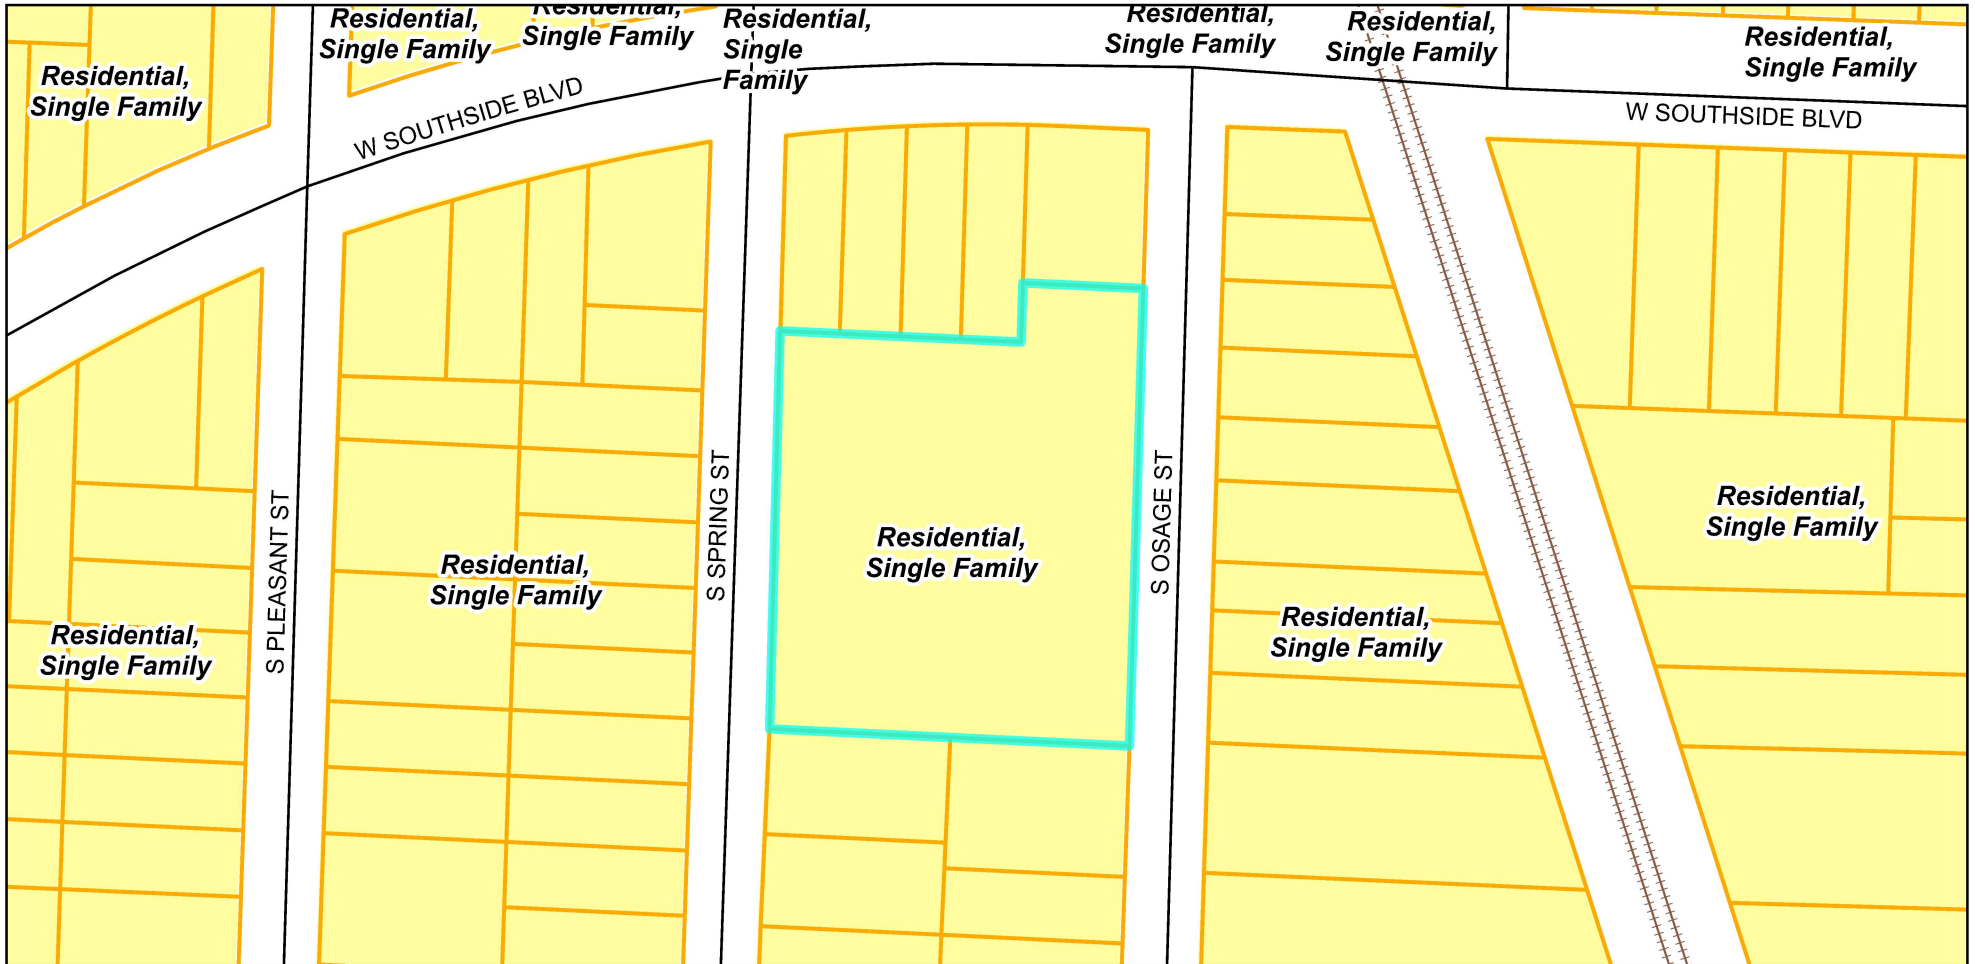 Residential,
Single Family
Residential,
Single Family
Residential,
Single
Family
Residential,
Single Family
Residential,
Single Family
Residential,
Single Family
Residential,
Single Family
W SOUTHSIDE BLVD
W SOUTHSIDE BLVD
S PLEASANT ST
S SPRING ST
S OSAGE ST
Residential,
Single Family
Residential,
Single Family
Residential,
Single Family
Residential,
Single Family
Residential,
Single Family